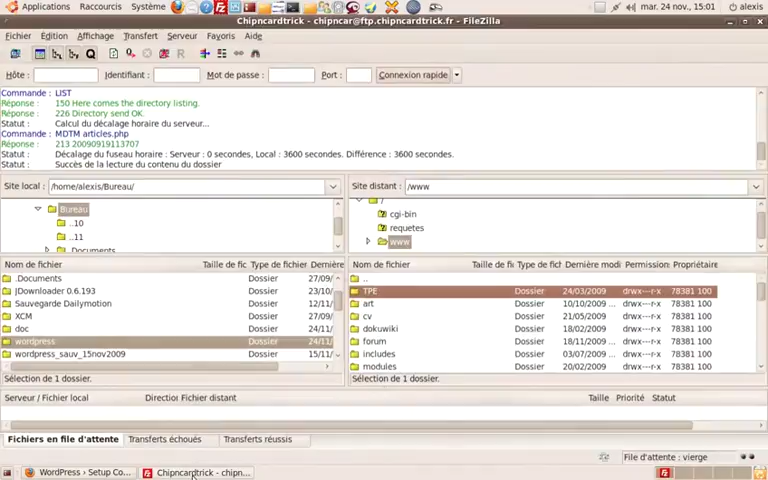 Applications Raccourcis Système mar. 24 nov., 15:01 alexis
Chipncardtrick - chipncar@ftp.chipncardtrick.fr - FileZilla
Fichier Édition Affichage Transfert Serveur Favoris Aide
Hôte : Identifiant : Mot de passe : Port : Connexion rapide
Commande : LIST
Réponse : 150 Here comes the directory listing.
Réponse : 226 Directory send OK.
Statut : Calcul du décalage horaire du serveur...
Commande : MDTM articles.php
Réponse : 213 20090919113707
Statut : Décalage du fuseau horaire : Serveur : 0 secondes, Local : 3600 secondes. Différence : 3600 secondes.
Statut : Succès de la lecture du contenu du dossier
Site local : /home/alexis/Bureau/
Site distant : /www
Bureau
..10
..11
.Documents
/
cgi-bin
requetes
www
Nom de fichier Taille de fic Type de fichier Dernière
.Documents Dossier 27/09/
JDownloader 0.6.193 Dossier 23/10/
Sauvegarde Dailymotion Dossier 12/11/
XCM Dossier 27/09/
doc Dossier 24/11/
wordpress Dossier 24/11/
wordpress_sauv_15nov2009 Dossier 15/11/
Sélection de 1 dossier.
Nom de fichier Taille de fi Type de fich Dernière modi Permission Propriétaire
..
TPE Dossier 24/03/2009 drwx---r-x 78381 100
art Dossier 10/10/2009 ... drwx---r-x 78381 100
cv Dossier 21/05/2009 drwx---r-x 78381 100
dokuwiki Dossier 18/02/2009 drwx---r-x 78381 100
forum Dossier 18/11/2009 ... drwx---r-x 78381 100
includes Dossier 03/07/2009 ... drwx---r-x 78381 100
modules Dossier 20/02/2009 drwx---r-x 78381 100
Sélection de 1 dossier.
Serveur / Fichier local Direction Fichier distant Taille Priorité Statut
Fichiers en file d'attente Transferts échoués Transferts réussis
File d'attente : vierge
WordPress › Setup Co... Chipncardtrick - chipn...